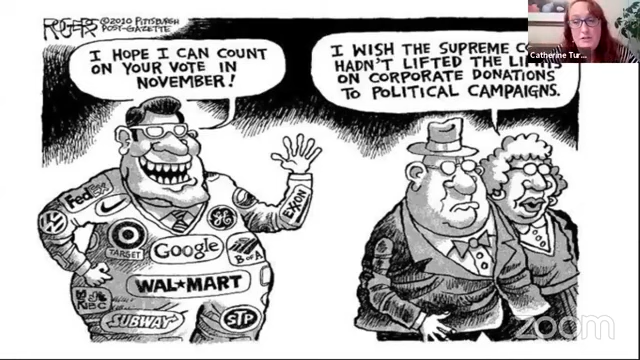 ROGERS ©2010 PITTSBURGH
POST-GAZETTE
I HOPE I CAN COUNT
ON YOUR VOTE IN
NOVEMBER!
I WISH THE SUPREME
HADN'T LIFTED THE LIMITS
ON CORPORATE DONATIONS
TO POLITICAL CAMPAIGNS.
Catherine Tur...
FedEx
VW
GE
EXXON
TARGET
Google
B OF A
WAL★MART
NBC
SUBWAY
STP
zoom